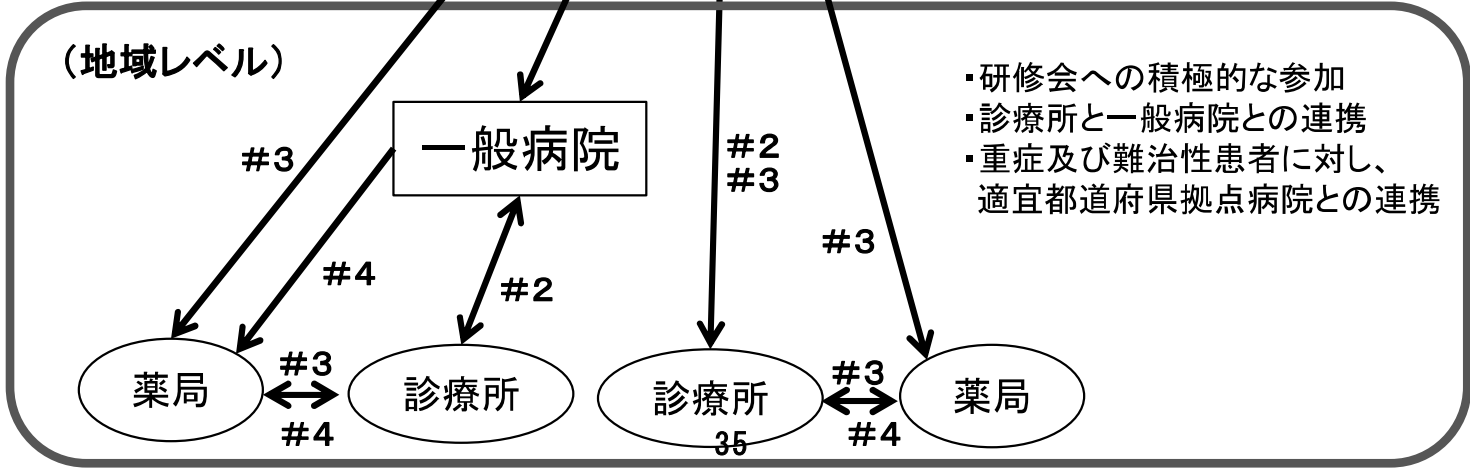 (地域レベル)
・研修会への積極的な参加
・診療所と一般病院との連携
・重症及び難治性患者に対し、
適宜都道府県拠点病院との連携
一般病院
#3
#2
#3
#3
#4
#2
薬局
#3
#4
診療所
診療所
#3
#4
薬局
35